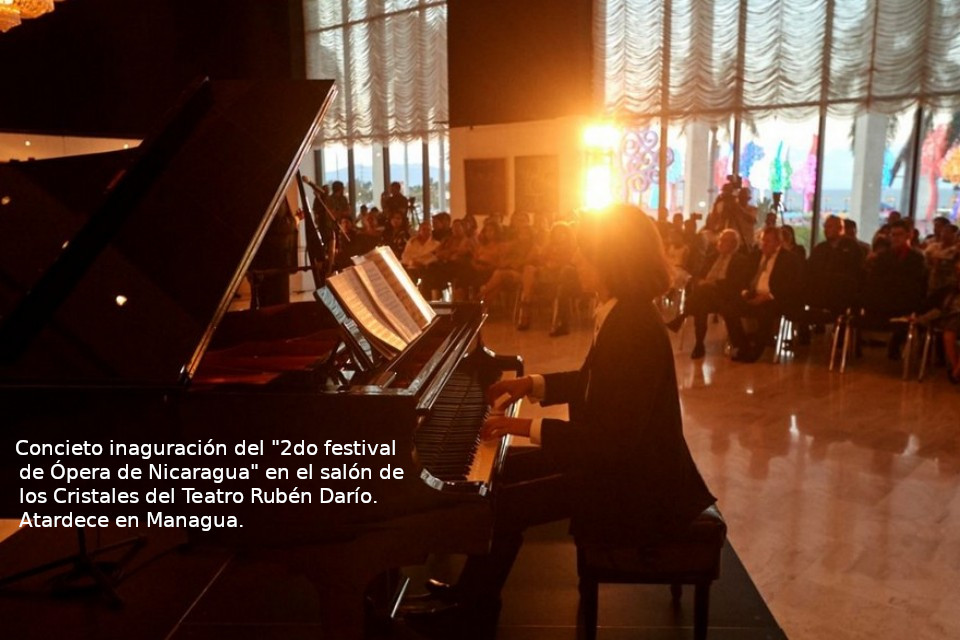 Concieto inaguración del "2do festival
de Ópera de Nicaragua" en el salón de
los Cristales del Teatro Rubén Darío.
Atardece en Managua.